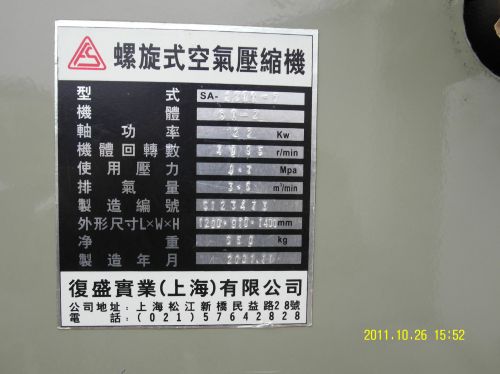 螺旋式空氣壓縮機
型 式 SA-
機 體
軸 功 率 22 Kw
機體回轉數 r/min
使用壓力 Mpa
排氣量 m³/min
製造編號
外形尺寸L×W×H mm
净 重 kg
製造年月
復盛實業(上海)有限公司
公司地址: 上海松江新橋民益路28號
電 話: (021)57642828
2011.10.26 15:52